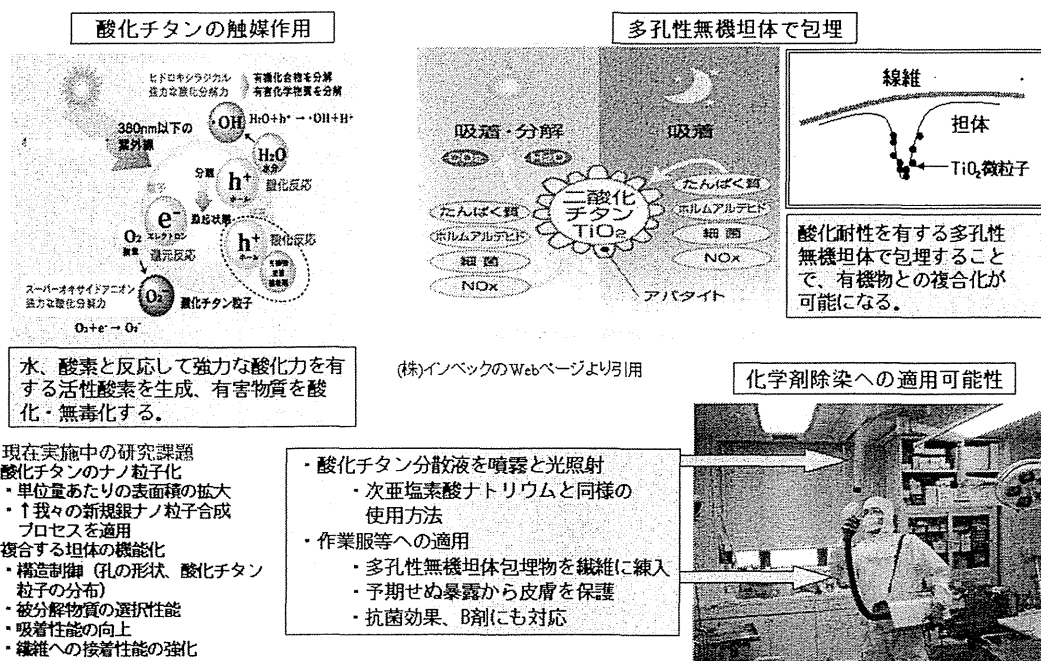 酸化チタンの触媒作用
ヒドロキシラジカル
強力な酸化分解力
有機化合物を分解
有害化学物質を分解
・OH
H₂O+h⁺→・OH+H⁺
380nm以下の
紫外線
H₂O
水分
分離
h⁺
ホール
酸化反応
e⁻
エレクトロン
励起状態
O₂
酸素
還元反応
h⁺
ホール
酸化反応
スーパーオキサイドアニオン
強力な酸化分解力
O₂⁻
酸化チタン粒子
O₂+e⁻→O₂⁻
水、酸素と反応して強力な酸化力を有
する活性酸素を生成、有害物質を酸
化・無毒化する。
多孔性無機坦体で包埋
吸着・分解
吸着
CO₂
H₂O
二酸化
チタン
TiO₂
たんぱく質
ホルムアルデヒド
細菌
NOx
たんぱく質
ホルムアルデヒド
細菌
NOx
アパタイト
線維
担体
TiO₂微粒子
酸化耐性を有する多孔性
無機坦体で包埋すること
で、有機物との複合化が
可能になる。
(株)インベックのWebページより引用
現在実施中の研究課題
酸化チタンのナノ粒子化
・単位量あたりの表面積の拡大
・↑我々の新規銀ナノ粒子合成
プロセスを適用
複合する坦体の機能化
・構造制御（孔の形状、酸化チタン
粒子の分布）
・被分解物質の選択性能
・吸着性能の向上
・繊維への接着性能の強化
化学剤除染への適用可能性
・酸化チタン分散液を噴霧と光照射
・次亜塩素酸ナトリウムと同様の
使用方法
・作業服等への適用
・多孔性無機坦体包埋物を繊維に練入
・予期せぬ暴露から皮膚を保護
・抗菌効果、B剤にも対応